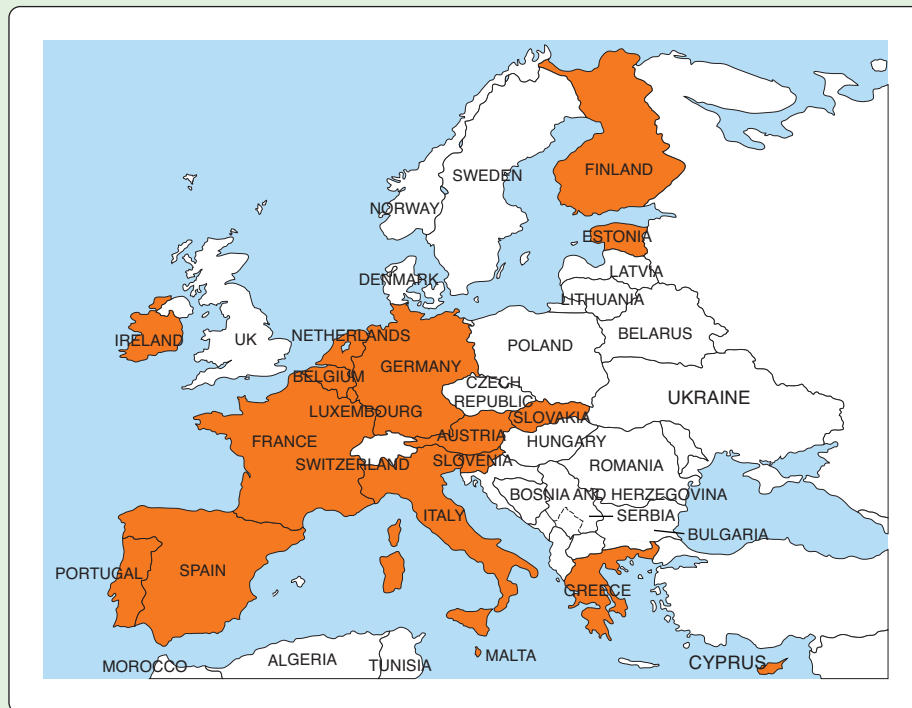 FINLAND
SWEDEN
NORWAY
ESTONIA
LATVIA
DENMARK
LITHUANIA
BELARUS
IRELAND
UK
NETHERLANDS
POLAND
GERMANY
BELGIUM
CZECH
REPUBLIC
UKRAINE
LUXEMBOURG
SLOVAKIA
FRANCE
AUSTRIA
HUNGARY
SWITZERLAND
SLOVENIA
ROMANIA
BOSNIA AND HERZEGOVINA
ITALY
SERBIA
BULGARIA
PORTUGAL
SPAIN
GREECE
MALTA
CYPRUS
MOROCCO
ALGERIA
TUNISIA